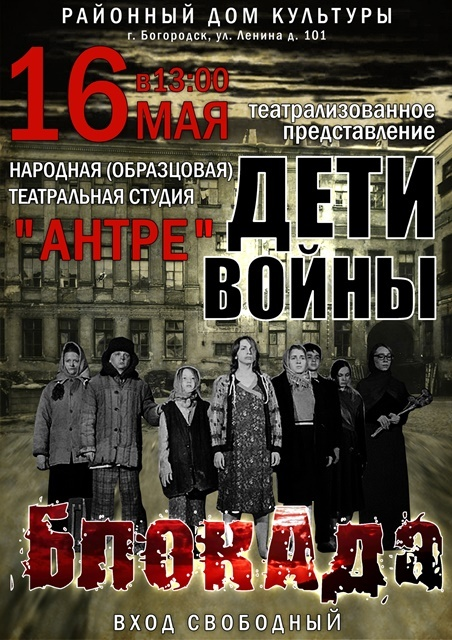 РАЙОННЫЙ ДОМ КУЛЬТУРЫ
г. Богородск, ул. Ленина д. 101
16 в13:00
МАЯ
театрализованное
представление
НАРОДНАЯ (ОБРАЗЦОВАЯ)
ТЕАТРАЛЬНАЯ СТУДИЯ
"АНТРЕ"
ДЕТИ
ВОЙНЫ
БлокАда
ВХОД СВОБОДНЫЙ